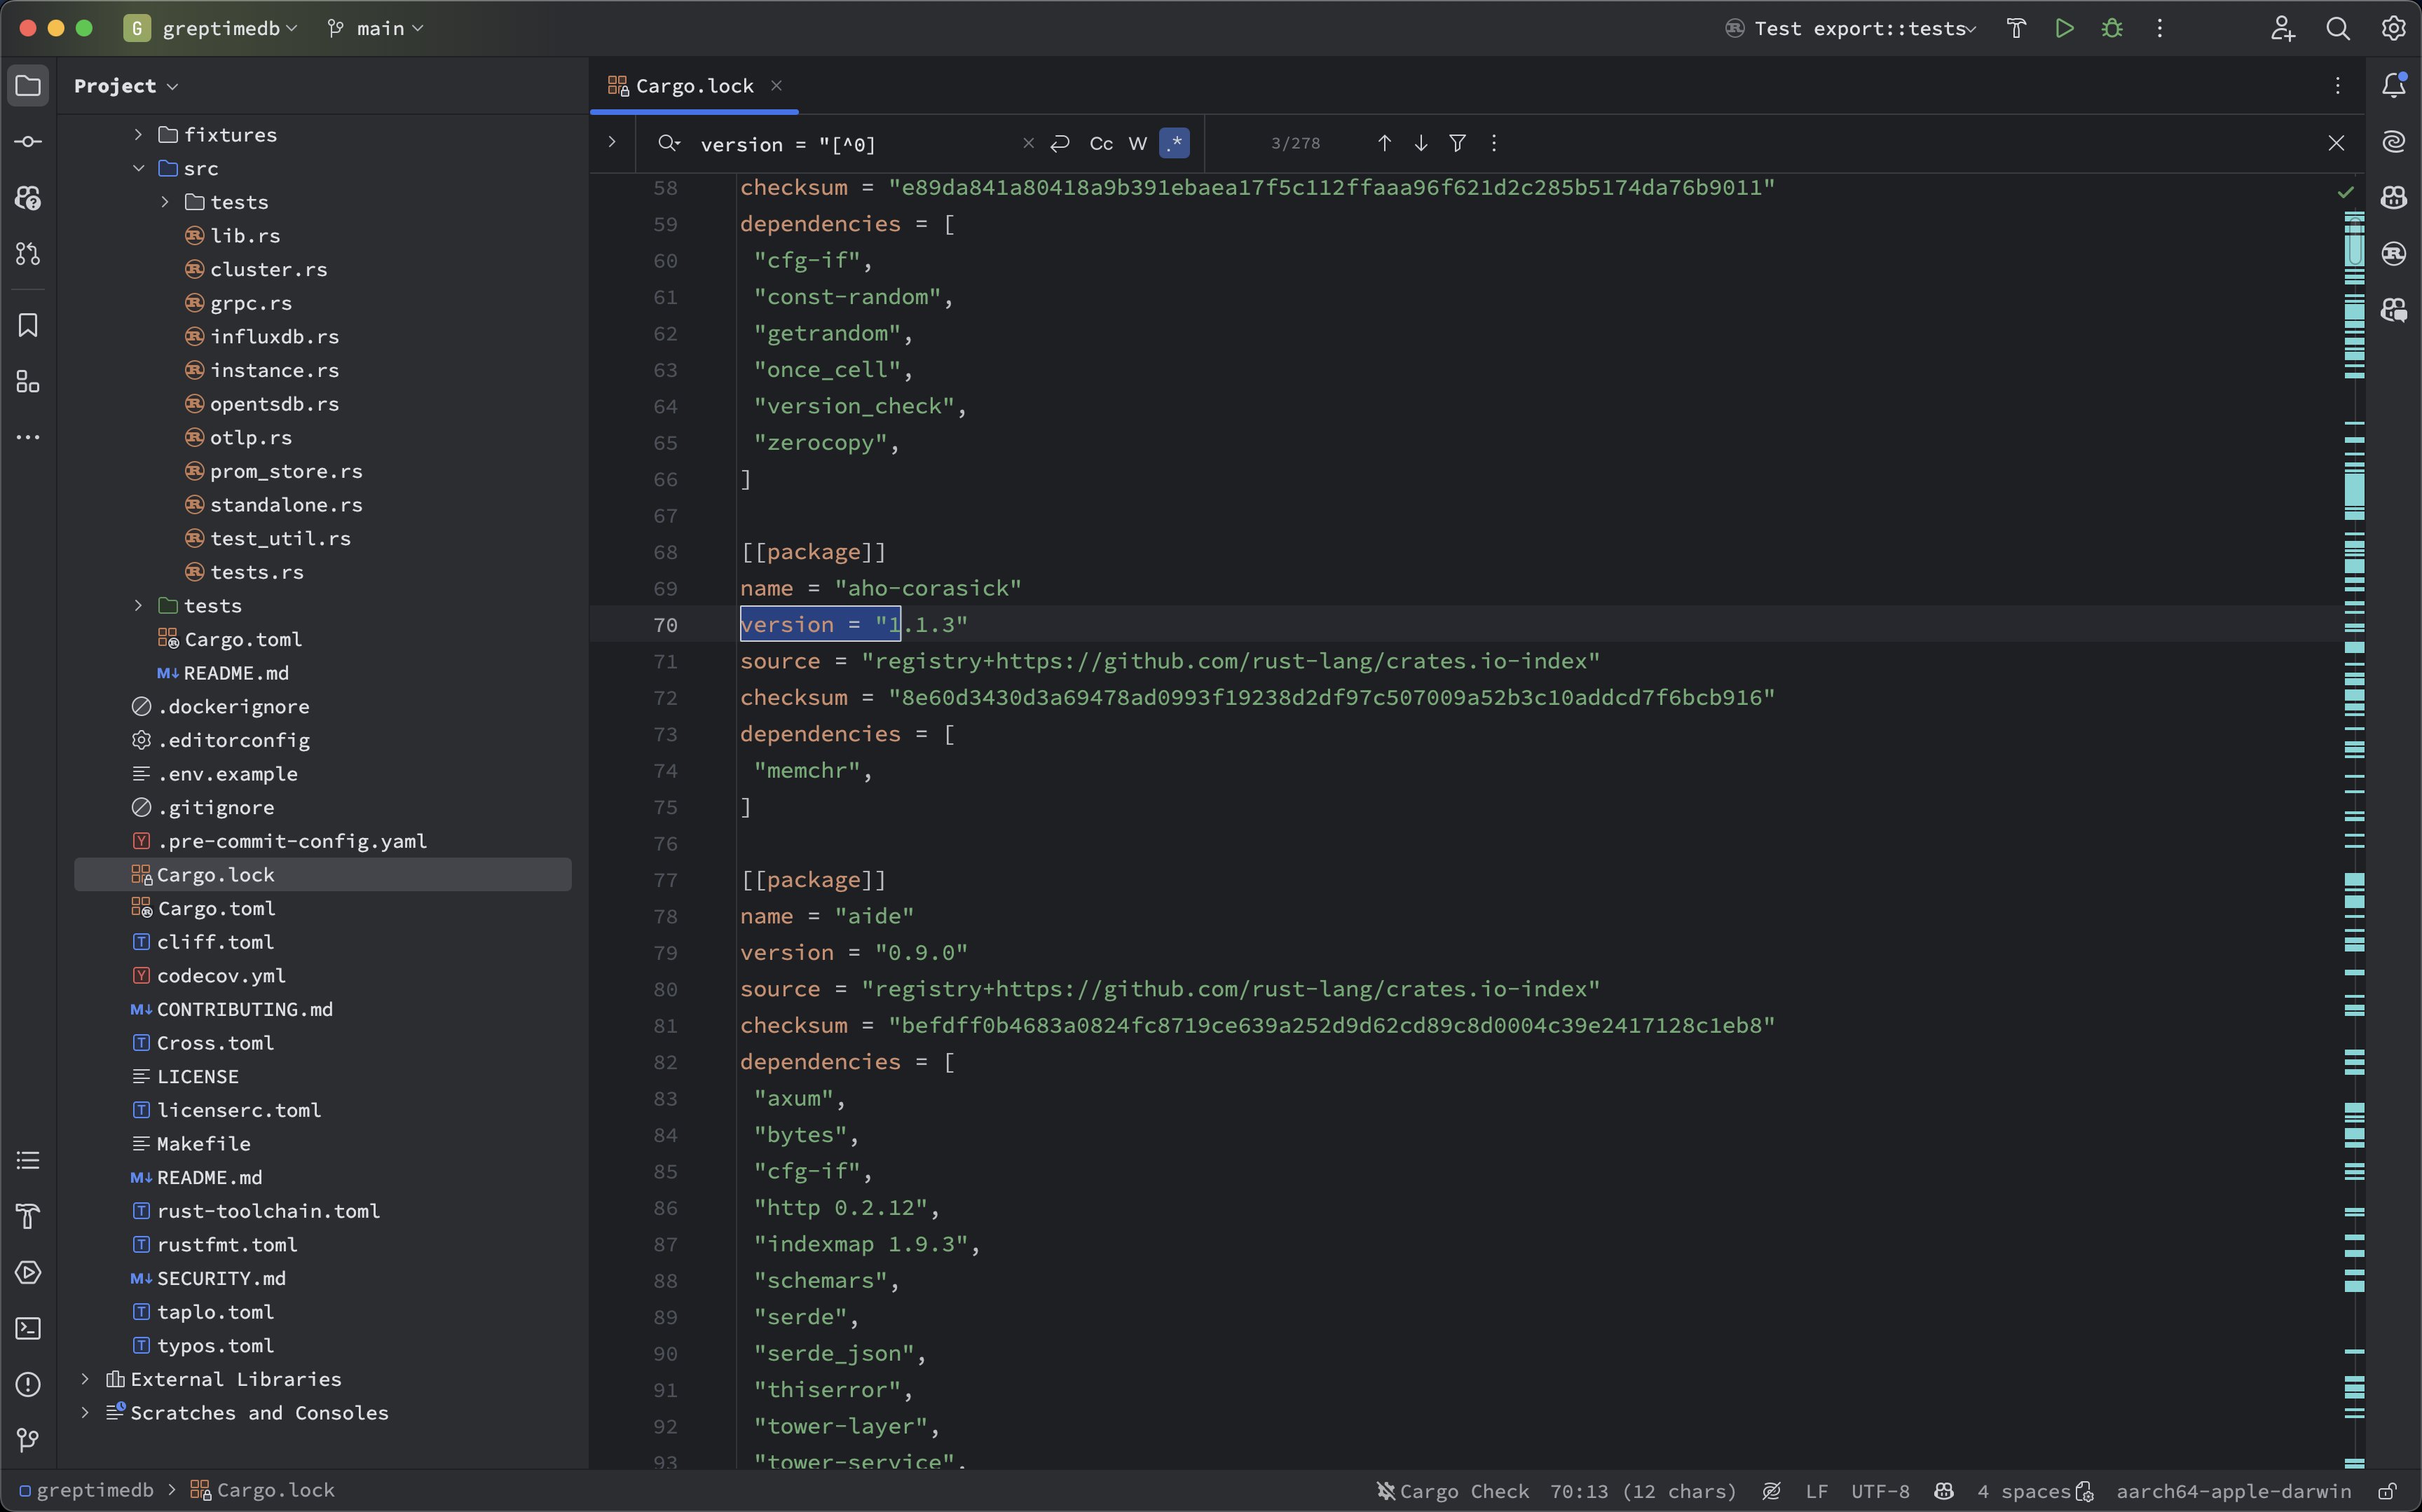 G greptimedb main Test export::tests
Project
Cargo.lock
fixtures
src
tests
lib.rs
cluster.rs
grpc.rs
influxdb.rs
instance.rs
opentsdb.rs
otlp.rs
prom_store.rs
standalone.rs
test_util.rs
tests.rs
tests
Cargo.toml
README.md
.dockerignore
.editorconfig
.env.example
.gitignore
.pre-commit-config.yaml
Cargo.lock
Cargo.toml
cliff.toml
codecov.yml
CONTRIBUTING.md
Cross.toml
LICENSE
licenserc.toml
Makefile
README.md
rust-toolchain.toml
rustfmt.toml
SECURITY.md
taplo.toml
typos.toml
External Libraries
Scratches and Consoles
version = "[^0] Cc W .* 3/278
58 checksum = "e89da841a80418a9b391ebaea17f5c112ffaaa96f621d2c285b5174da76b9011"
59 dependencies = [
60 "cfg-if",
61 "const-random",
62 "getrandom",
63 "once_cell",
64 "version_check",
65 "zerocopy",
66 ]
67
68 [[package]]
69 name = "aho-corasick"
70 version = "1.1.3"
71 source = "registry+https://github.com/rust-lang/crates.io-index"
72 checksum = "8e60d3430d3a69478ad0993f19238d2df97c507009a52b3c10addcd7f6bcb916"
73 dependencies = [
74 "memchr",
75 ]
76
77 [[package]]
78 name = "aide"
79 version = "0.9.0"
80 source = "registry+https://github.com/rust-lang/crates.io-index"
81 checksum = "befdff0b4683a0824fc8719ce639a252d9d62cd89c8d0004c39e2417128c1eb8"
82 dependencies = [
83 "axum",
84 "bytes",
85 "cfg-if",
86 "http 0.2.12",
87 "indexmap 1.9.3",
88 "schemars",
89 "serde",
90 "serde_json",
91 "thiserror",
92 "tower-layer",
93 "tower-service",
greptimedb > Cargo.lock Cargo Check 70:13 (12 chars) LF UTF-8 4 spaces aarch64-apple-darwin